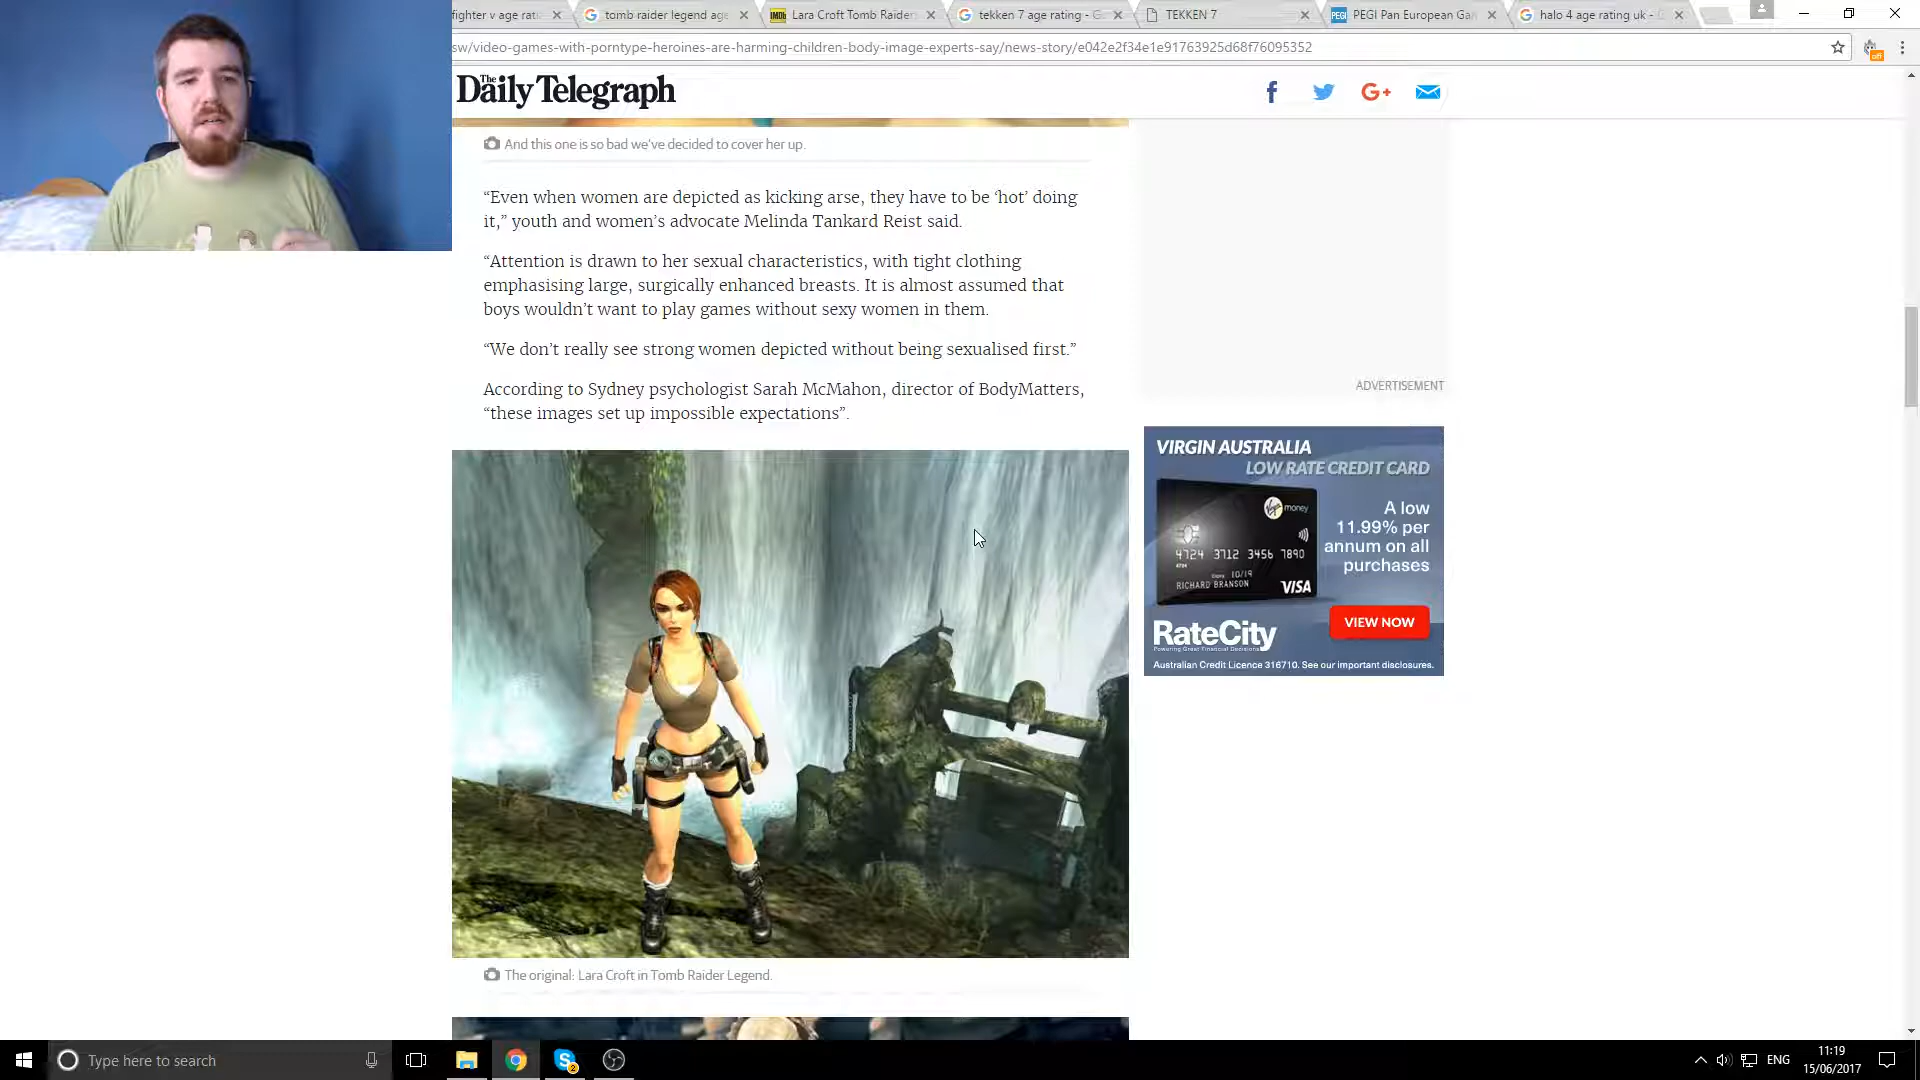 fighter v age rati
tomb raider legend age
Lara Croft Tomb Raider
tekken 7 age rating - G
TEKKEN 7
PEGI Pan European Ga
halo 4 age rating uk -
sw/video-games-with-porntype-heroines-are-harming-children-body-image-experts-say/news-story/e042e2f34e1e91763925d68f76095352
The Daily Telegraph
And this one is so bad we've decided to cover her up.
“Even when women are depicted as kicking arse, they have to be ‘hot’ doing
it,” youth and women’s advocate Melinda Tankard Reist said.
“Attention is drawn to her sexual characteristics, with tight clothing
emphasising large, surgically enhanced breasts. It is almost assumed that
boys wouldn’t want to play games without sexy women in them.
“We don’t really see strong women depicted without being sexualised first.”
According to Sydney psychologist Sarah McMahon, director of BodyMatters,
“these images set up impossible expectations”.
The original: Lara Croft in Tomb Raider Legend.
ADVERTISEMENT
VIRGIN AUSTRALIA
LOW RATE CREDIT CARD
money
4724 3712 3456 7890
10/19
RICHARD BRANSON
VISA
A low
11.99% per
annum on all
purchases
VIEW NOW
RateCity
Powering Great Financial Decisions
Australian Credit Licence 316710. See our important disclosures.
Type here to search
ENG
11:19
15/06/2017